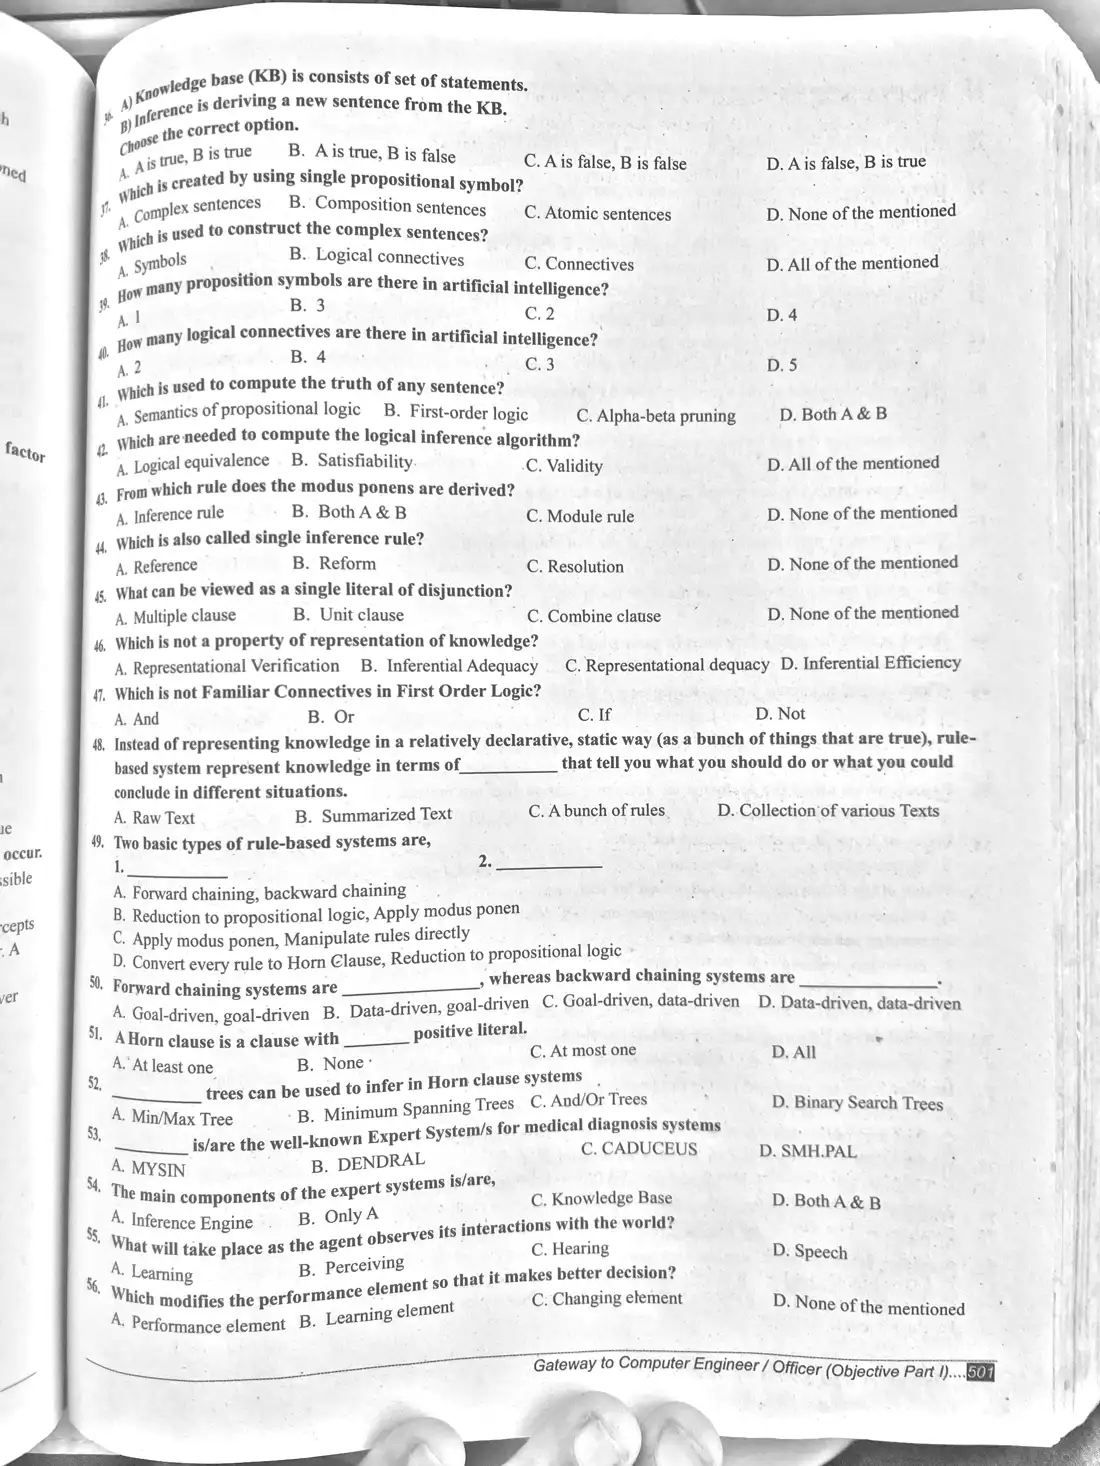 h
ned
factor
ue
occur.
ssible
rcepts
. A
ver
36. A) Knowledge base (KB) is consists of set of statements.
B) Inference is deriving a new sentence from the KB.
Choose the correct option.
A. A is true, B is true B. A is true, B is false C. A is false, B is false D. A is false, B is true
37. Which is created by using single propositional symbol?
A. Complex sentences B. Composition sentences C. Atomic sentences D. None of the mentioned
38. Which is used to construct the complex sentences?
A. Symbols B. Logical connectives C. Connectives D. All of the mentioned
39. How many proposition symbols are there in artificial intelligence?
A. 1 B. 3 C. 2 D. 4
40. How many logical connectives are there in artificial intelligence?
A. 2 B. 4 C. 3 D. 5
41. Which is used to compute the truth of any sentence?
A. Semantics of propositional logic B. First-order logic C. Alpha-beta pruning D. Both A & B
42. Which are needed to compute the logical inference algorithm?
A. Logical equivalence B. Satisfiability C. Validity D. All of the mentioned
43. From which rule does the modus ponens are derived?
A. Inference rule B. Both A & B C. Module rule D. None of the mentioned
44. Which is also called single inference rule?
A. Reference B. Reform C. Resolution D. None of the mentioned
45. What can be viewed as a single literal of disjunction?
A. Multiple clause B. Unit clause C. Combine clause D. None of the mentioned
46. Which is not a property of representation of knowledge?
A. Representational Verification B. Inferential Adequacy C. Representational dequacy D. Inferential Efficiency
47. Which is not Familiar Connectives in First Order Logic?
A. And B. Or C. If D. Not
48. Instead of representing knowledge in a relatively declarative, static way (as a bunch of things that are true), rule-
based system represent knowledge in terms of__________ that tell you what you should do or what you could
conclude in different situations.
A. Raw Text B. Summarized Text C. A bunch of rules D. Collection of various Texts
49. Two basic types of rule-based systems are,
1. __________ 2. __________
A. Forward chaining, backward chaining
B. Reduction to propositional logic, Apply modus ponen
C. Apply modus ponen, Manipulate rules directly
D. Convert every rule to Horn Clause, Reduction to propositional logic
50. Forward chaining systems are ______________, whereas backward chaining systems are ______________.
A. Goal-driven, goal-driven B. Data-driven, goal-driven C. Goal-driven, data-driven D. Data-driven, data-driven
51. A Horn clause is a clause with _______ positive literal.
A. At least one B. None C. At most one D. All
52. _________ trees can be used to infer in Horn clause systems
A. Min/Max Tree B. Minimum Spanning Trees C. And/Or Trees D. Binary Search Trees
53. ________ is/are the well-known Expert System/s for medical diagnosis systems
A. MYSIN B. DENDRAL C. CADUCEUS D. SMH.PAL
54. The main components of the expert systems is/are,
A. Inference Engine B. Only A C. Knowledge Base D. Both A & B
55. What will take place as the agent observes its interactions with the world?
A. Learning B. Perceiving C. Hearing D. Speech
56. Which modifies the performance element so that it makes better decision?
A. Performance element B. Learning element C. Changing element D. None of the mentioned
Gateway to Computer Engineer / Officer (Objective Part I)....501